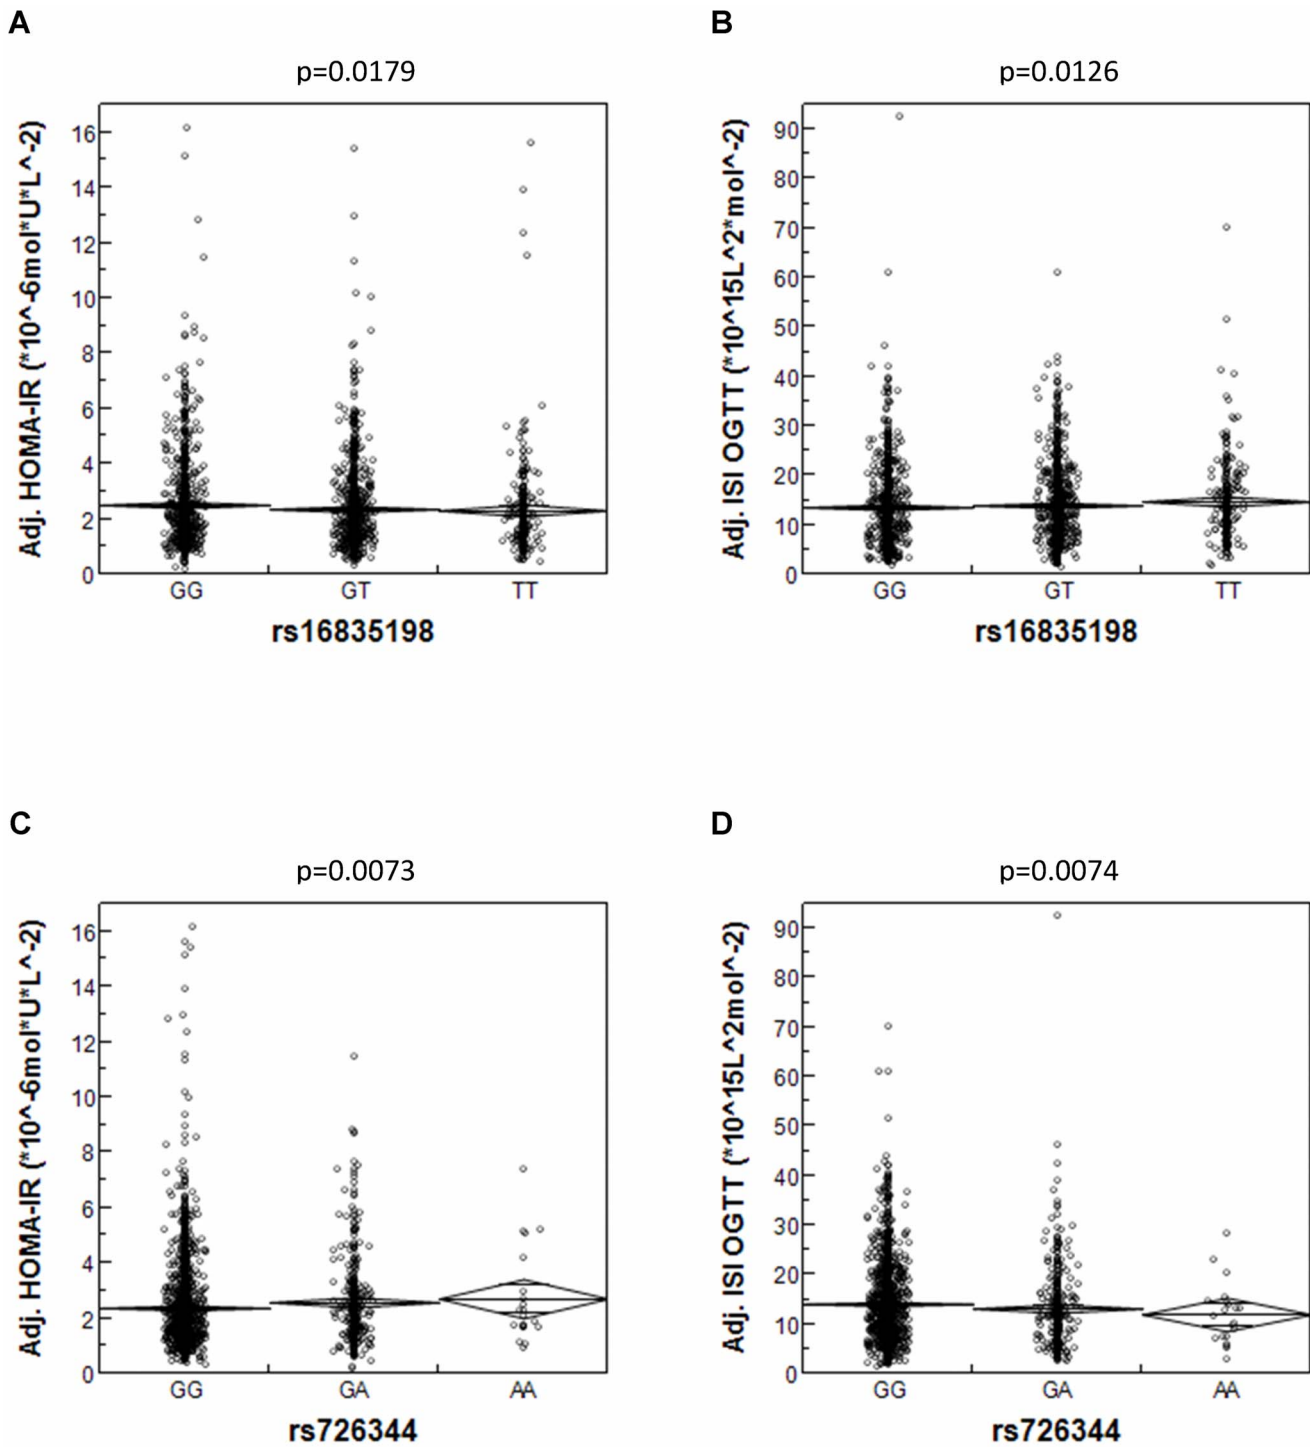 A
p=0.0179
Adj. HOMA-IR (*10^-6mol*U*L^-2)
16
14
12
10
8
6
4
2
0
GG GT TT
rs16835198
B
p=0.0126
Adj. ISI OGTT (*10^15L^2*mol^-2)
90
80
70
60
50
40
30
20
10
0
GG GT TT
rs16835198
C
p=0.0073
Adj. HOMA-IR (*10^-6mol*U*L^-2)
16
14
12
10
8
6
4
2
0
GG GA AA
rs726344
D
p=0.0074
Adj. ISI OGTT (*10^15L^2mol^-2)
90
80
70
60
50
40
30
20
10
0
GG GA AA
rs726344